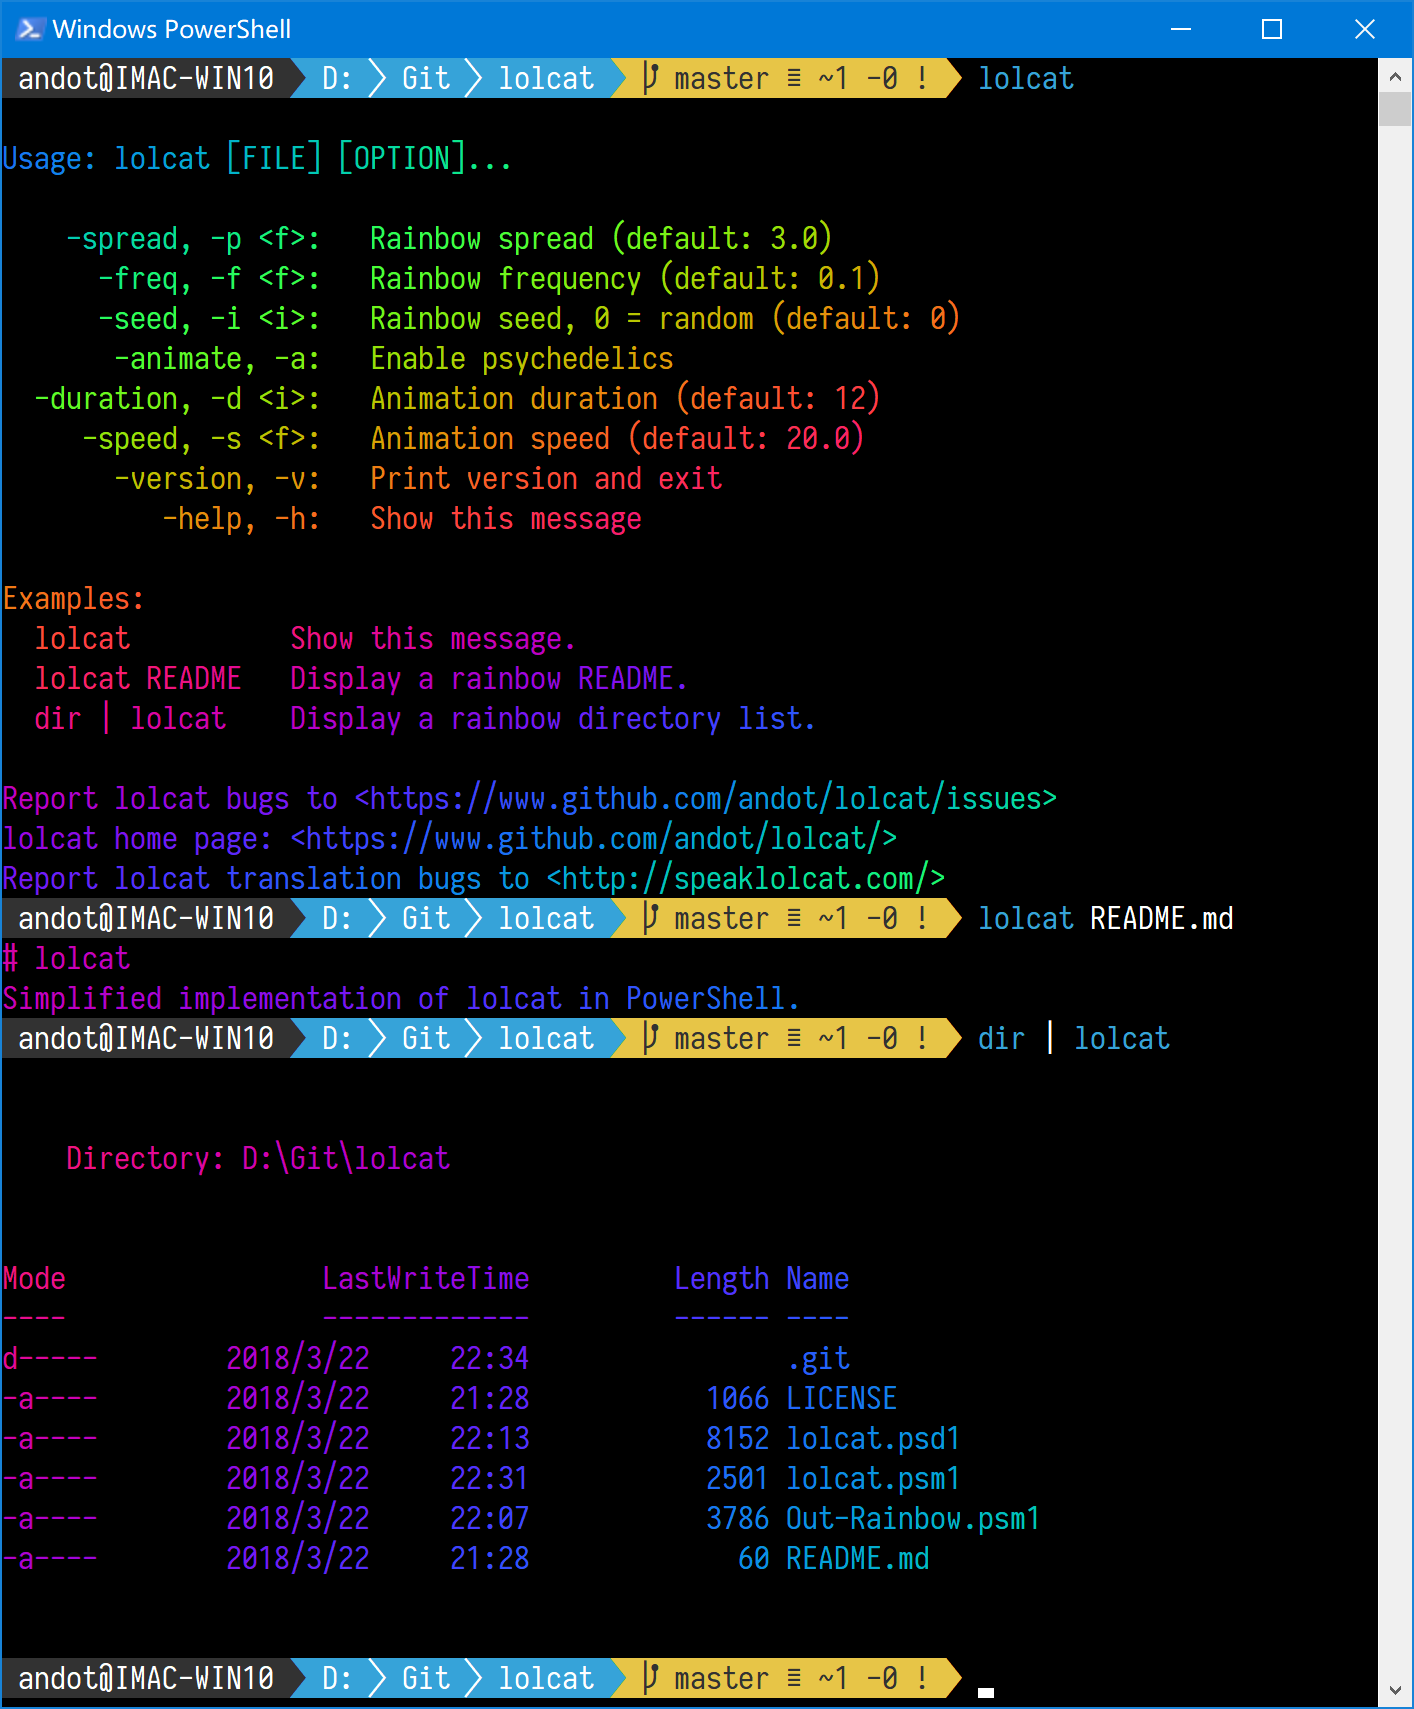 Windows PowerShell
andot@IMAC-WIN10 D: Git lolcat master ≡ ~1 -0 ! lolcat
Usage: lolcat [FILE] [OPTION]...
-spread, -p <f>: Rainbow spread (default: 3.0)
-freq, -f <f>: Rainbow frequency (default: 0.1)
-seed, -i <i>: Rainbow seed, 0 = random (default: 0)
-animate, -a: Enable psychedelics
-duration, -d <i>: Animation duration (default: 12)
-speed, -s <f>: Animation speed (default: 20.0)
-version, -v: Print version and exit
-help, -h: Show this message
Examples:
lolcat Show this message.
lolcat README Display a rainbow README.
dir | lolcat Display a rainbow directory list.
Report lolcat bugs to <https://www.github.com/andot/lolcat/issues>
lolcat home page: <https://www.github.com/andot/lolcat/>
Report lolcat translation bugs to <http://speaklolcat.com/>
andot@IMAC-WIN10 D: Git lolcat master ≡ ~1 -0 ! lolcat README.md
# lolcat
Simplified implementation of lolcat in PowerShell.
andot@IMAC-WIN10 D: Git lolcat master ≡ ~1 -0 ! dir | lolcat
Directory: D:\Git\lolcat
Mode LastWriteTime Length Name
---- ------------- ------ ----
d----- 2018/3/22 22:34 .git
-a---- 2018/3/22 21:28 1066 LICENSE
-a---- 2018/3/22 22:13 8152 lolcat.psd1
-a---- 2018/3/22 22:31 2501 lolcat.psm1
-a---- 2018/3/22 22:07 3786 Out-Rainbow.psm1
-a---- 2018/3/22 21:28 60 README.md
andot@IMAC-WIN10 D: Git lolcat master ≡ ~1 -0 !